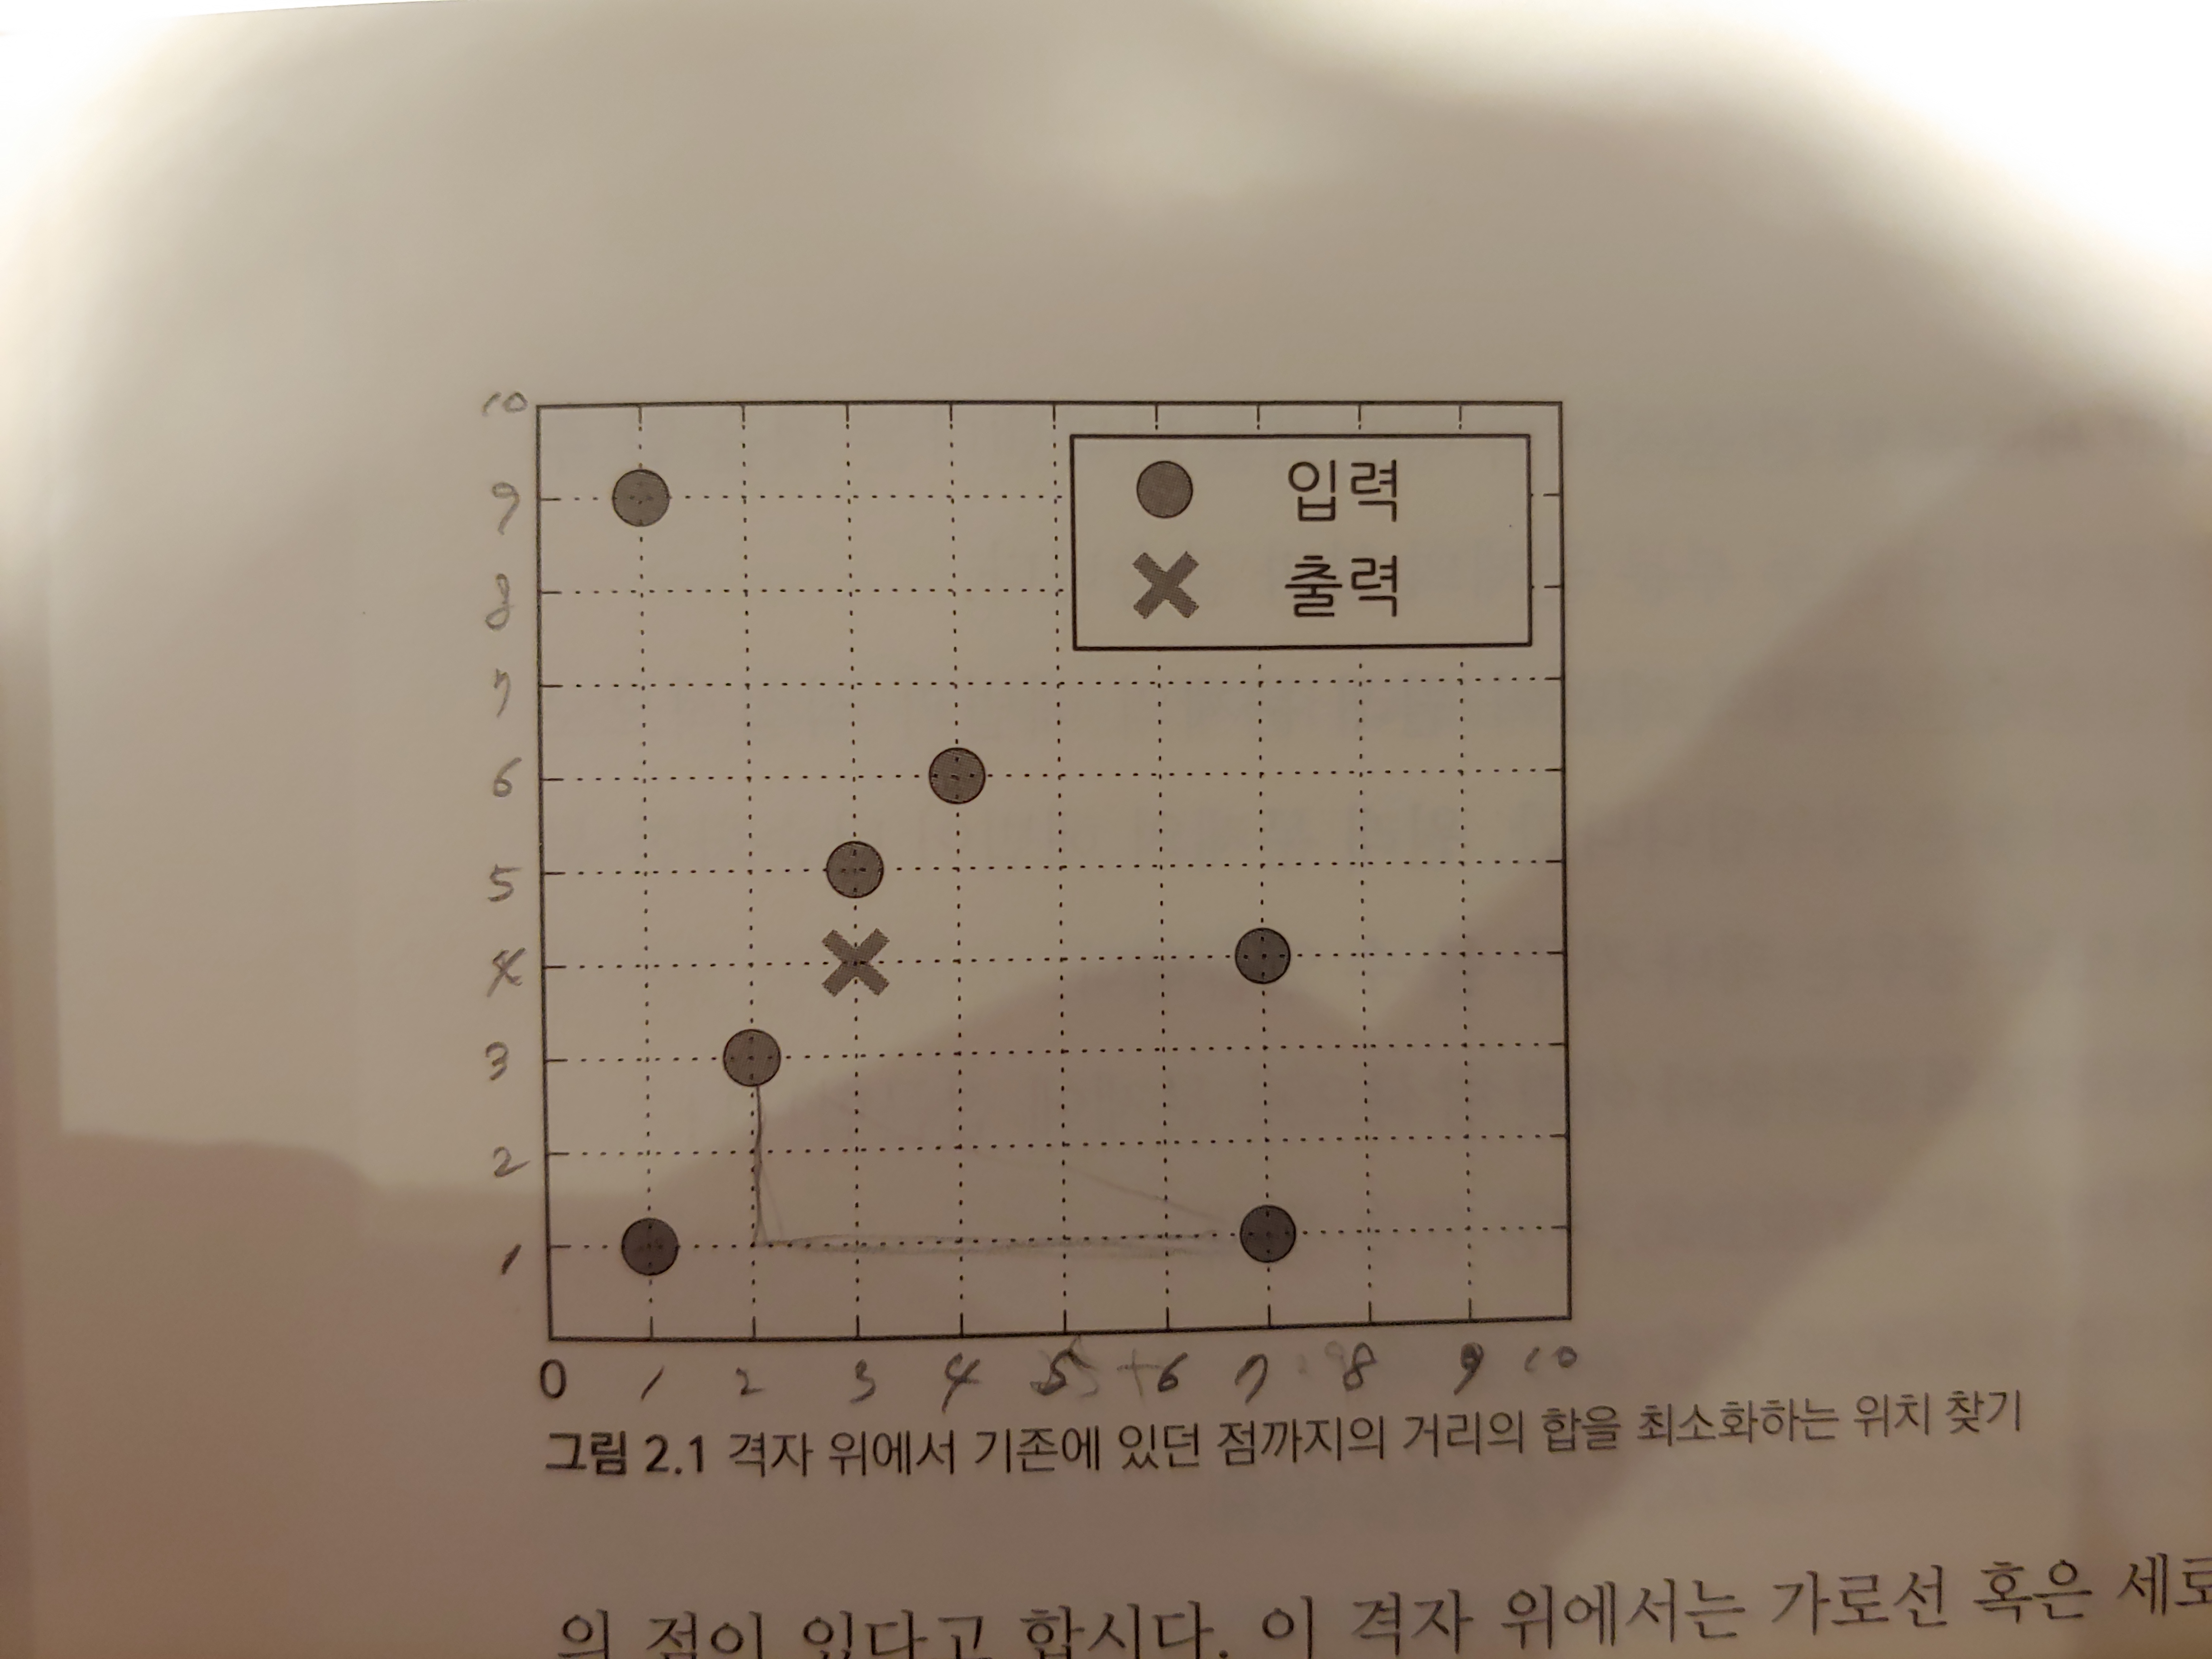 10
9
입력
8
출력
7
6
5
4
3
2
1
0 1 2 3 4 5 6 7 8 9 10
그림 2.1 격자 위에서 기존에 있던 점까지의 거리의 합을 최소화하는 위치 찾기
의 점이 있다고 합시다. 이 격자 위에서는 가로선 혹은 세로